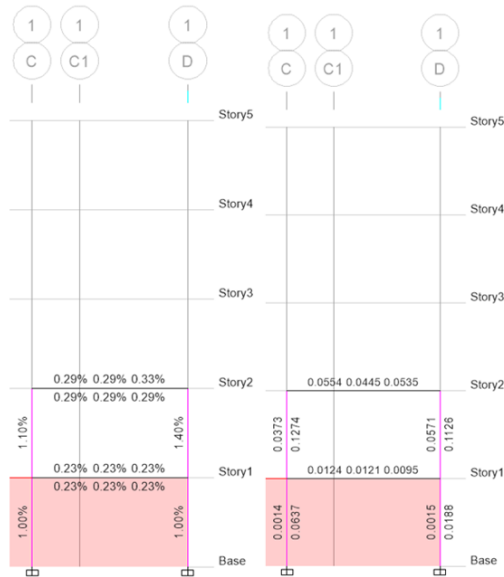 1 1 1
C C1 D
Story5
Story4
Story3
0.29% 0.29% 0.33%
Story2
0.29% 0.29% 0.29%
1.10%
1.40%
0.23% 0.23% 0.23%
Story1
0.23% 0.23% 0.23%
1.00%
1.00%
Base
1 1 1
C C1 D
Story5
Story4
Story3
0.0554 0.0445 0.0535
Story2
0.0373
0.1274
0.0571
0.1126
0.0124 0.0121 0.0095
Story1
0.0014
0.0637
0.0015
0.0188
Base